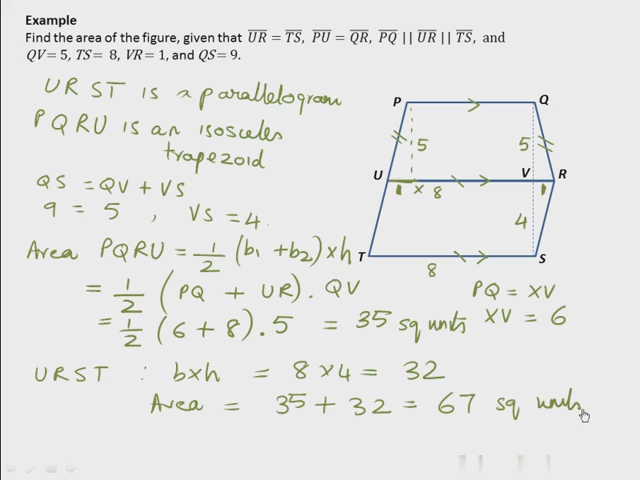 Example
Find the area of the figure, given that UR = TS, PU = QR, PQ || UR || TS, and
QV = 5, TS = 8, VR = 1, and QS = 9.
URST is a parallelogram
PQRU is an isosceles
trapezoid
QS = QV + VS
9 = 5 , VS = 4
Area PQRU = 1/2 (b1 + b2) x h
= 1/2 (PQ + UR) . QV
= 1/2 (6 + 8) . 5 = 35 sq units
PQ = XV
XV = 6
URST : b x h = 8 x 4 = 32
Area = 35 + 32 = 67 sq units
P Q
5 5
U V R
1 x 8 1
4
T S
8